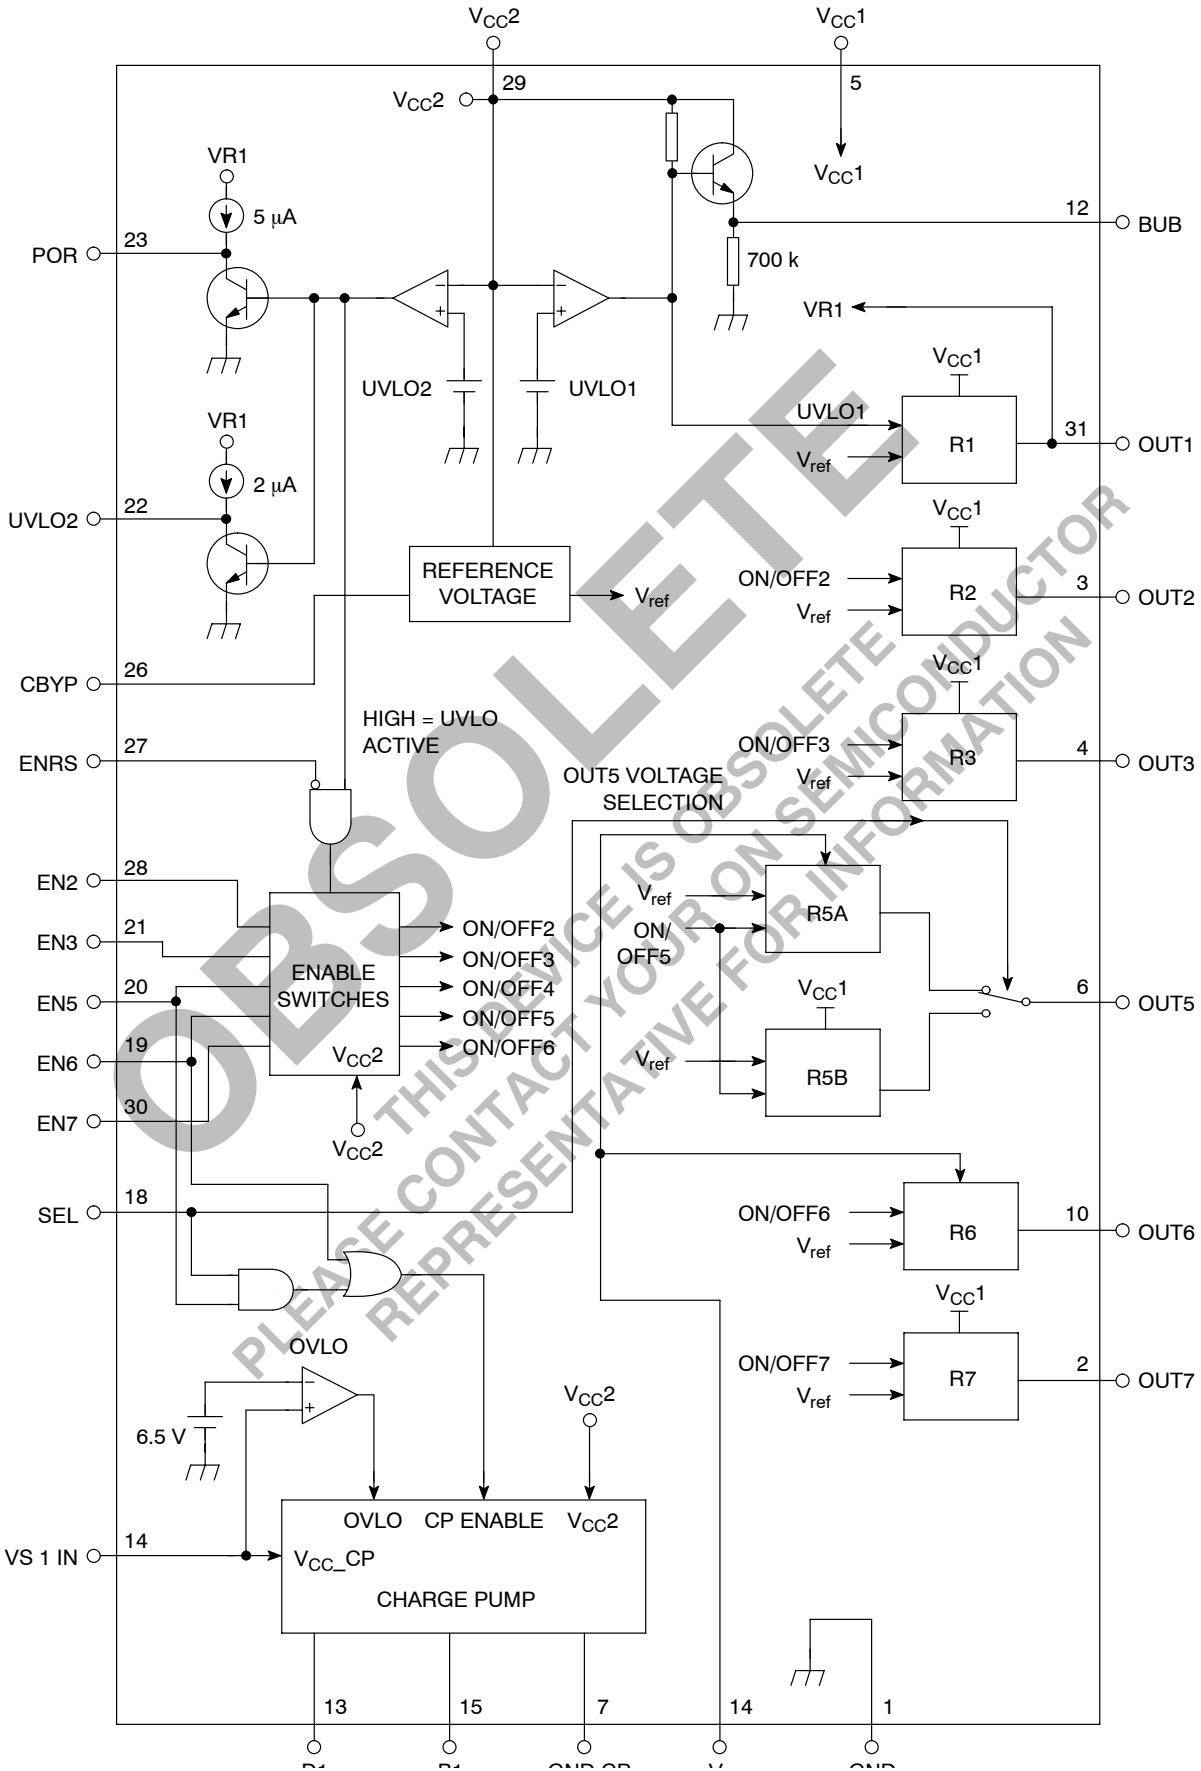 VCC2
VCC1
29
5
VCC2
VR1
VCC1
5 μA
12
BUB
23
POR
700 k
VR1
VCC1
UVLO2
UVLO1
UVLO1
VR1
R1
31
OUT1
Vref
2 μA
22
UVLO2
VCC1
REFERENCE
VOLTAGE
Vref
ON/OFF2
R2
3
OUT2
Vref
26
CBYP
VCC1
HIGH = UVLO
ACTIVE
27
ENRS
ON/OFF3
R3
4
OUT3
OUT5 VOLTAGE
SELECTION
Vref
28
EN2
Vref
R5A
21
EN3
ON/OFF2
ON/
OFF5
ON/OFF3
ENABLE
SWITCHES
20
EN5
ON/OFF4
VCC1
6
OUT5
ON/OFF5
19
EN6
VCC2
ON/OFF6
Vref
R5B
30
EN7
VCC2
18
SEL
ON/OFF6
R6
10
OUT6
Vref
VCC1
OVLO
ON/OFF7
R7
2
OUT7
Vref
VCC2
6.5 V
OVLO
CP ENABLE
VCC2
14
VS 1 IN
VCC_CP
CHARGE PUMP
13
15
7
14
1
OBSOLETE
THIS DEVICE IS OBSOLETE
PLEASE CONTACT YOUR ON SEMICONDUCTOR
REPRESENTATIVE FOR INFORMATION